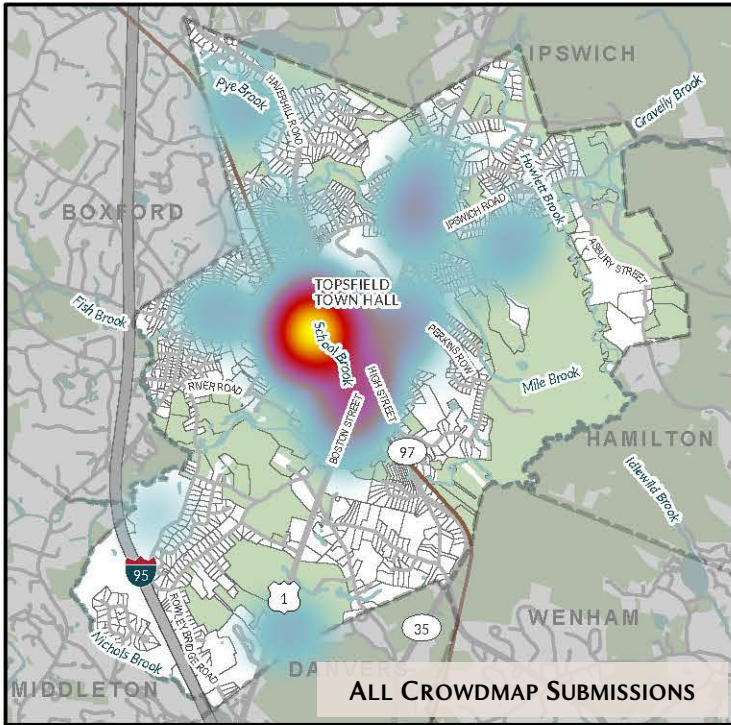 IPSWICH
Pye Brook
HAVERHILL ROAD
Gravelly Brook
Howlett Brook
BOXFORD
IPSWICH ROAD
ASBURY STREET
TOPSFIELD
TOWN HALL
Fish Brook
School Brook
PERKINS ROW
RIVER ROAD
HIGH STREET
Mile Brook
BOSTON STREET
97
HAMILTON
Idlewild Brook
95
1
ROWLEY BRIDGE ROAD
35
WENHAM
Nichols Brook
DANVERS
MIDDLETON
ALL CROWDMAP SUBMISSIONS